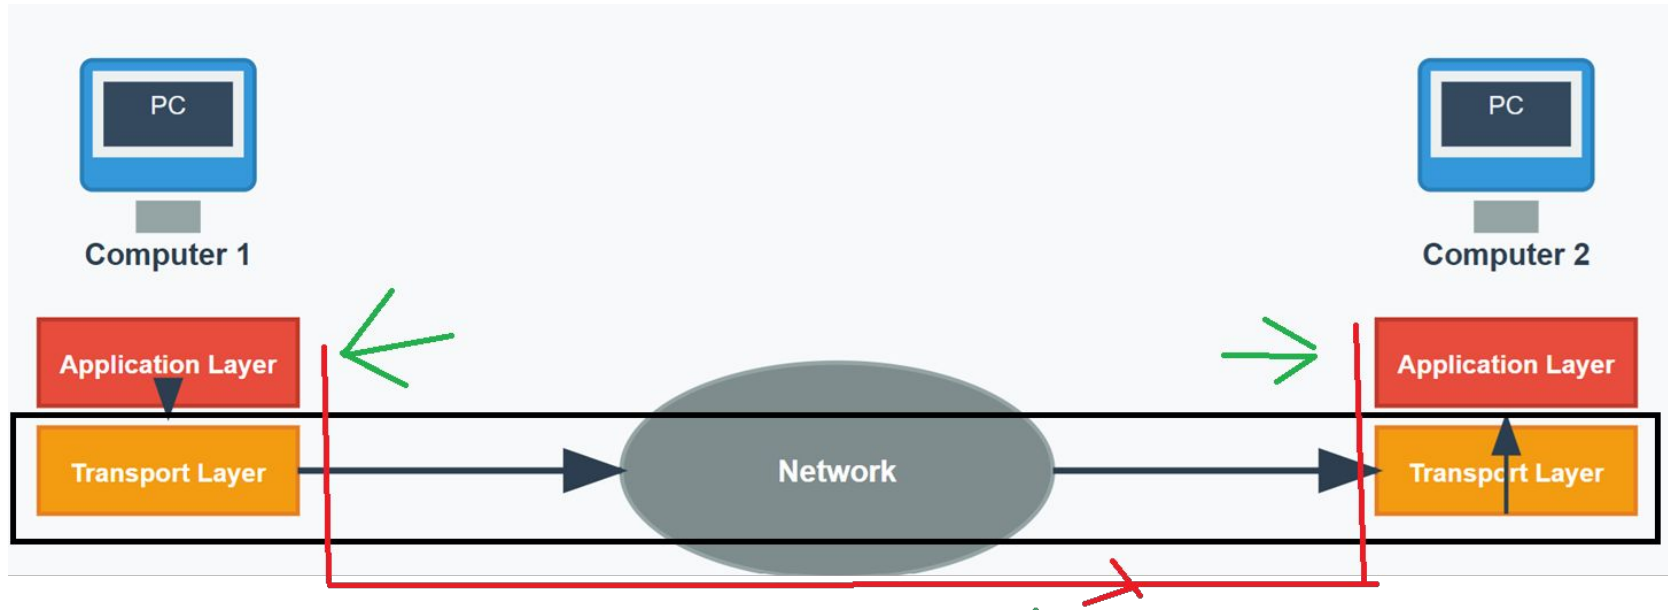 PC
PC
Computer 1
Computer 2
Application Layer
Application Layer
Transport Layer
Network
Transport Layer